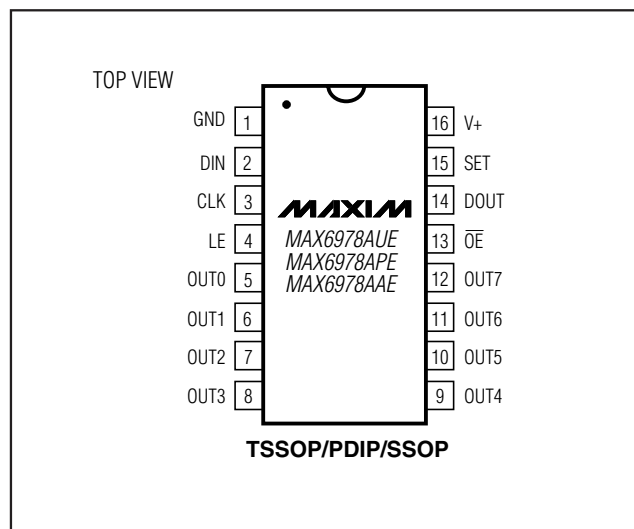 TOP VIEW
GND 1
DIN 2
CLK 3
LE 4
OUT0 5
OUT1 6
OUT2 7
OUT3 8
MAXIM
MAX6978AUE
MAX6978APE
MAX6978AAE
16 V+
15 SET
14 DOUT
13 O̅E̅
12 OUT7
11 OUT6
10 OUT5
9 OUT4
TSSOP/PDIP/SSOP